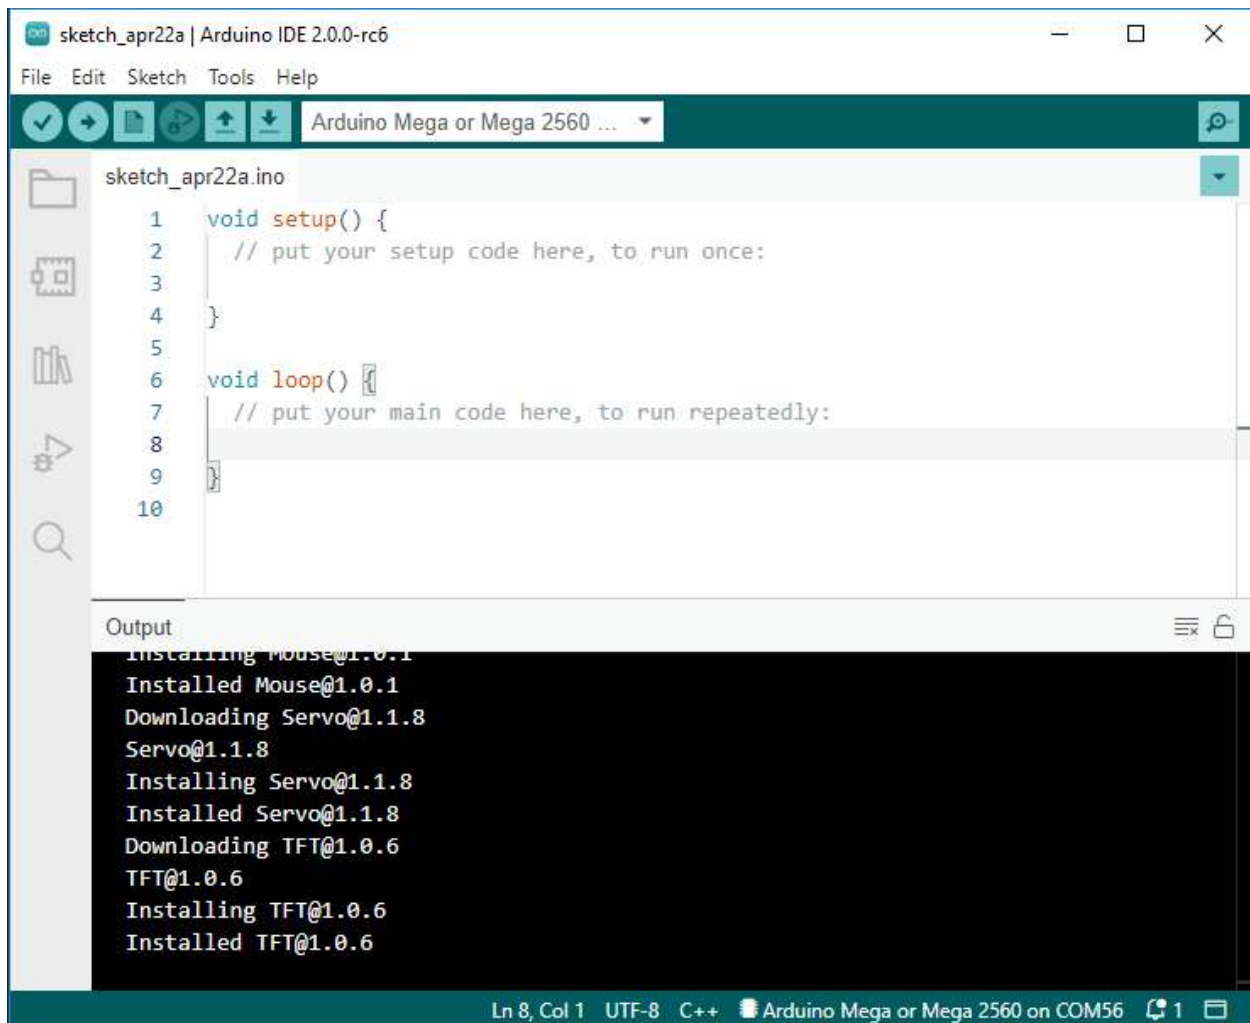 sketch_apr22a | Arduino IDE 2.0.0-rc6
File Edit Sketch Tools Help
Arduino Mega or Mega 2560 ...
sketch_apr22a.ino
1 void setup() {
2 // put your setup code here, to run once:
3
4 }
5
6 void loop() {
7 // put your main code here, to run repeatedly:
8
9 }
10
Output
Installing Mouse@1.0.1
Installed Mouse@1.0.1
Downloading Servo@1.1.8
Servo@1.1.8
Installing Servo@1.1.8
Installed Servo@1.1.8
Downloading TFT@1.0.6
TFT@1.0.6
Installing TFT@1.0.6
Installed TFT@1.0.6
Ln 8, Col 1 UTF-8 C++ Arduino Mega or Mega 2560 on COM56 1